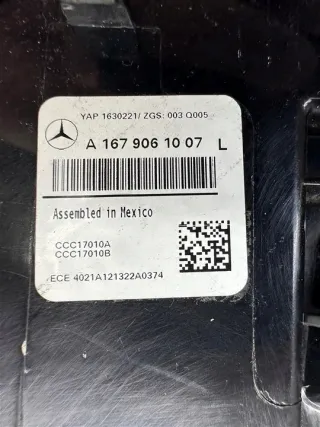 YAP 1630221/ ZGS: 003 Q005
A 167 906 10 07 L
Assembled in Mexico
CCC17010A
CCC17010B
ECE 4021A121322A0374